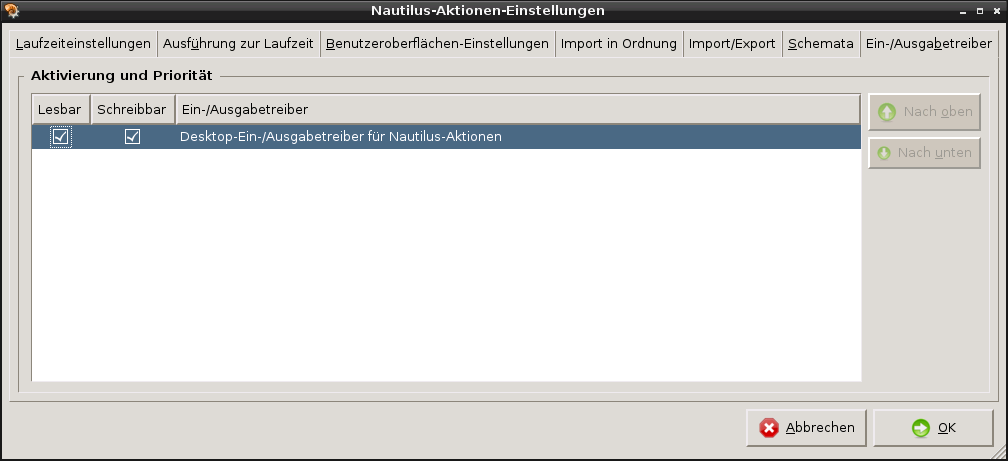 Nautilus-Aktionen-Einstellungen
Laufzeiteinstellungen Ausführung zur Laufzeit Benutzeroberflächen-Einstellungen Import in Ordnung Import/Export Schemata Ein-/Ausgabetreiber
Aktivierung und Priorität
Lesbar Schreibbar Ein-/Ausgabetreiber
Nach oben
Desktop-Ein-/Ausgabetreiber für Nautilus-Aktionen
Nach unten
Abbrechen OK